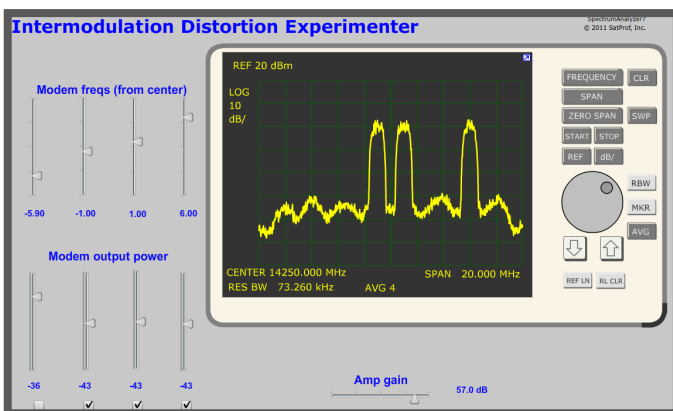 Intermodulation Distortion Experimenter
SpectrumAnalyzer7
© 2011 SatProf, Inc.
Modem freqs (from center)
-5.90 -1.00 1.00 6.00
Modem output power
-36 -43 -43 -43
REF 20 dBm
LOG
10
dB/
CENTER 14250.000 MHz SPAN 20.000 MHz
RES BW 73.260 kHz AVG 4
FREQUENCY CLR
SPAN
ZERO SPAN SWP
START STOP
REF dB/
RBW
MKR
AVG
REF LN RL CLR
Amp gain
57.0 dB